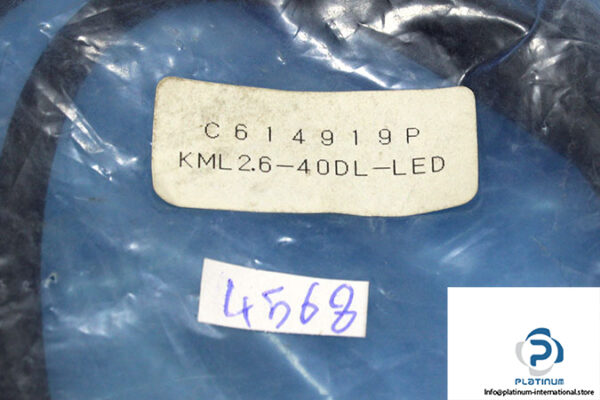 C614919P
KML2.6-40DL-LED
4568
PLATINUM
Info@platinum-international.store